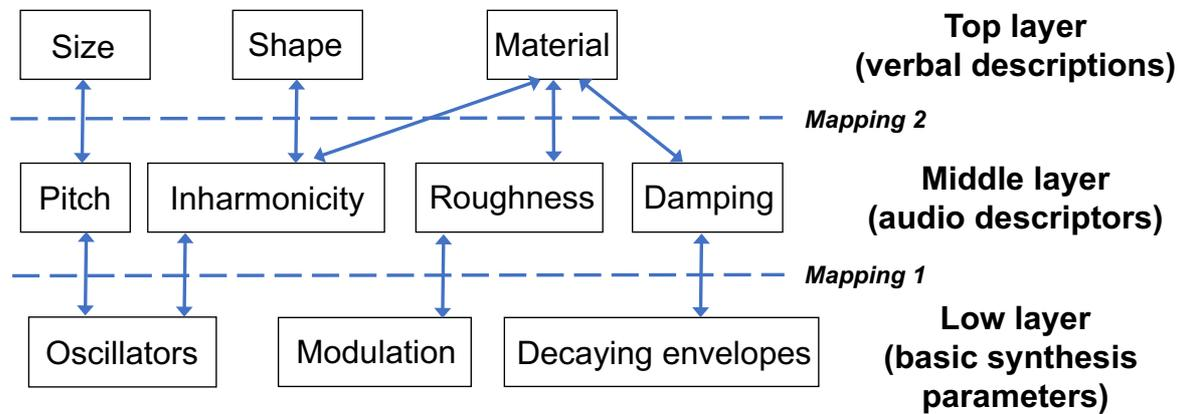 Size
Shape
Material
Top layer
(verbal descriptions)
Mapping 2
Pitch
Inharmonicity
Roughness
Damping
Middle layer
(audio descriptors)
Mapping 1
Oscillators
Modulation
Decaying envelopes
Low layer
(basic synthesis
parameters)